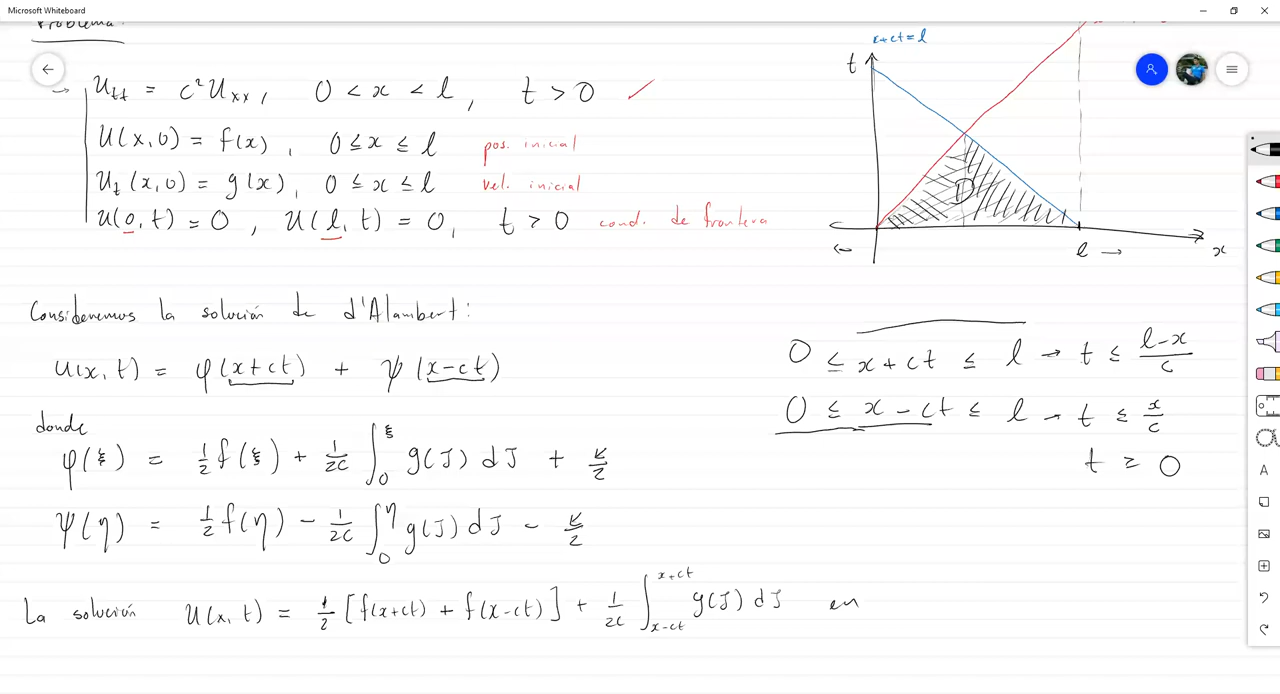 Microsoft Whiteboard
Problema:
U_tt = c²U_xx, 0 < x < l, t > 0 ✓
U(x,0) = f(x), 0 ≤ x ≤ l pos. inicial
U_t(x,0) = g(x), 0 ≤ x ≤ l vel. inicial
U(0,t) = 0, U(l,t) = 0, t > 0 cond. de frontera
x+ct=l
t
D
l →
x
Consideremos la solución de d'Alambert:
U(x,t) = φ(x+ct) + ψ(x-ct)
donde
φ(ξ) = 1/2 f(ξ) + 1/2c ∫_0^ξ g(J) dJ + K/2
ψ(η) = 1/2 f(η) - 1/2c ∫_0^η g(J) dJ - K/2
La solución U(x,t) = 1/2 [f(x+ct) + f(x-ct)] + 1/2c ∫_{x-ct}^{x+ct} g(J) dJ en
0 ≤ x+ct ≤ l → t ≤ (l-x)/c
0 ≤ x-ct ≤ l → t ≤ x/c
t ≥ 0
A